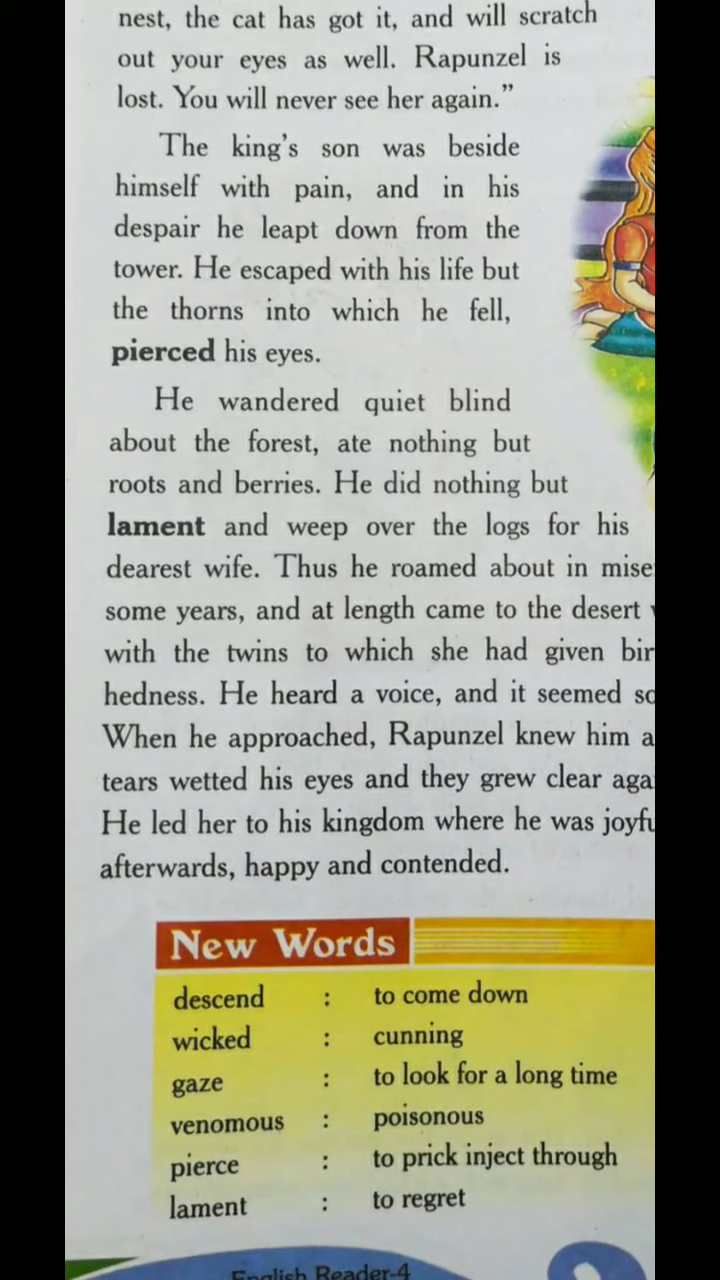 nest, the cat has got it, and will scratch
out your eyes as well. Rapunzel is
lost. You will never see her again.”
The king’s son was beside
himself with pain, and in his
despair he leapt down from the
tower. He escaped with his life but
the thorns into which he fell,
pierced his eyes.
He wandered quiet blind
about the forest, ate nothing but
roots and berries. He did nothing but
lament and weep over the logs for his
dearest wife. Thus he roamed about in mise
some years, and at length came to the desert
with the twins to which she had given bir
hedness. He heard a voice, and it seemed so
When he approached, Rapunzel knew him a
tears wetted his eyes and they grew clear aga
He led her to his kingdom where he was joyfu
afterwards, happy and contended.
New Words
descend : to come down
wicked : cunning
gaze : to look for a long time
venomous : poisonous
pierce : to prick inject through
lament : to regret
English Reader-4